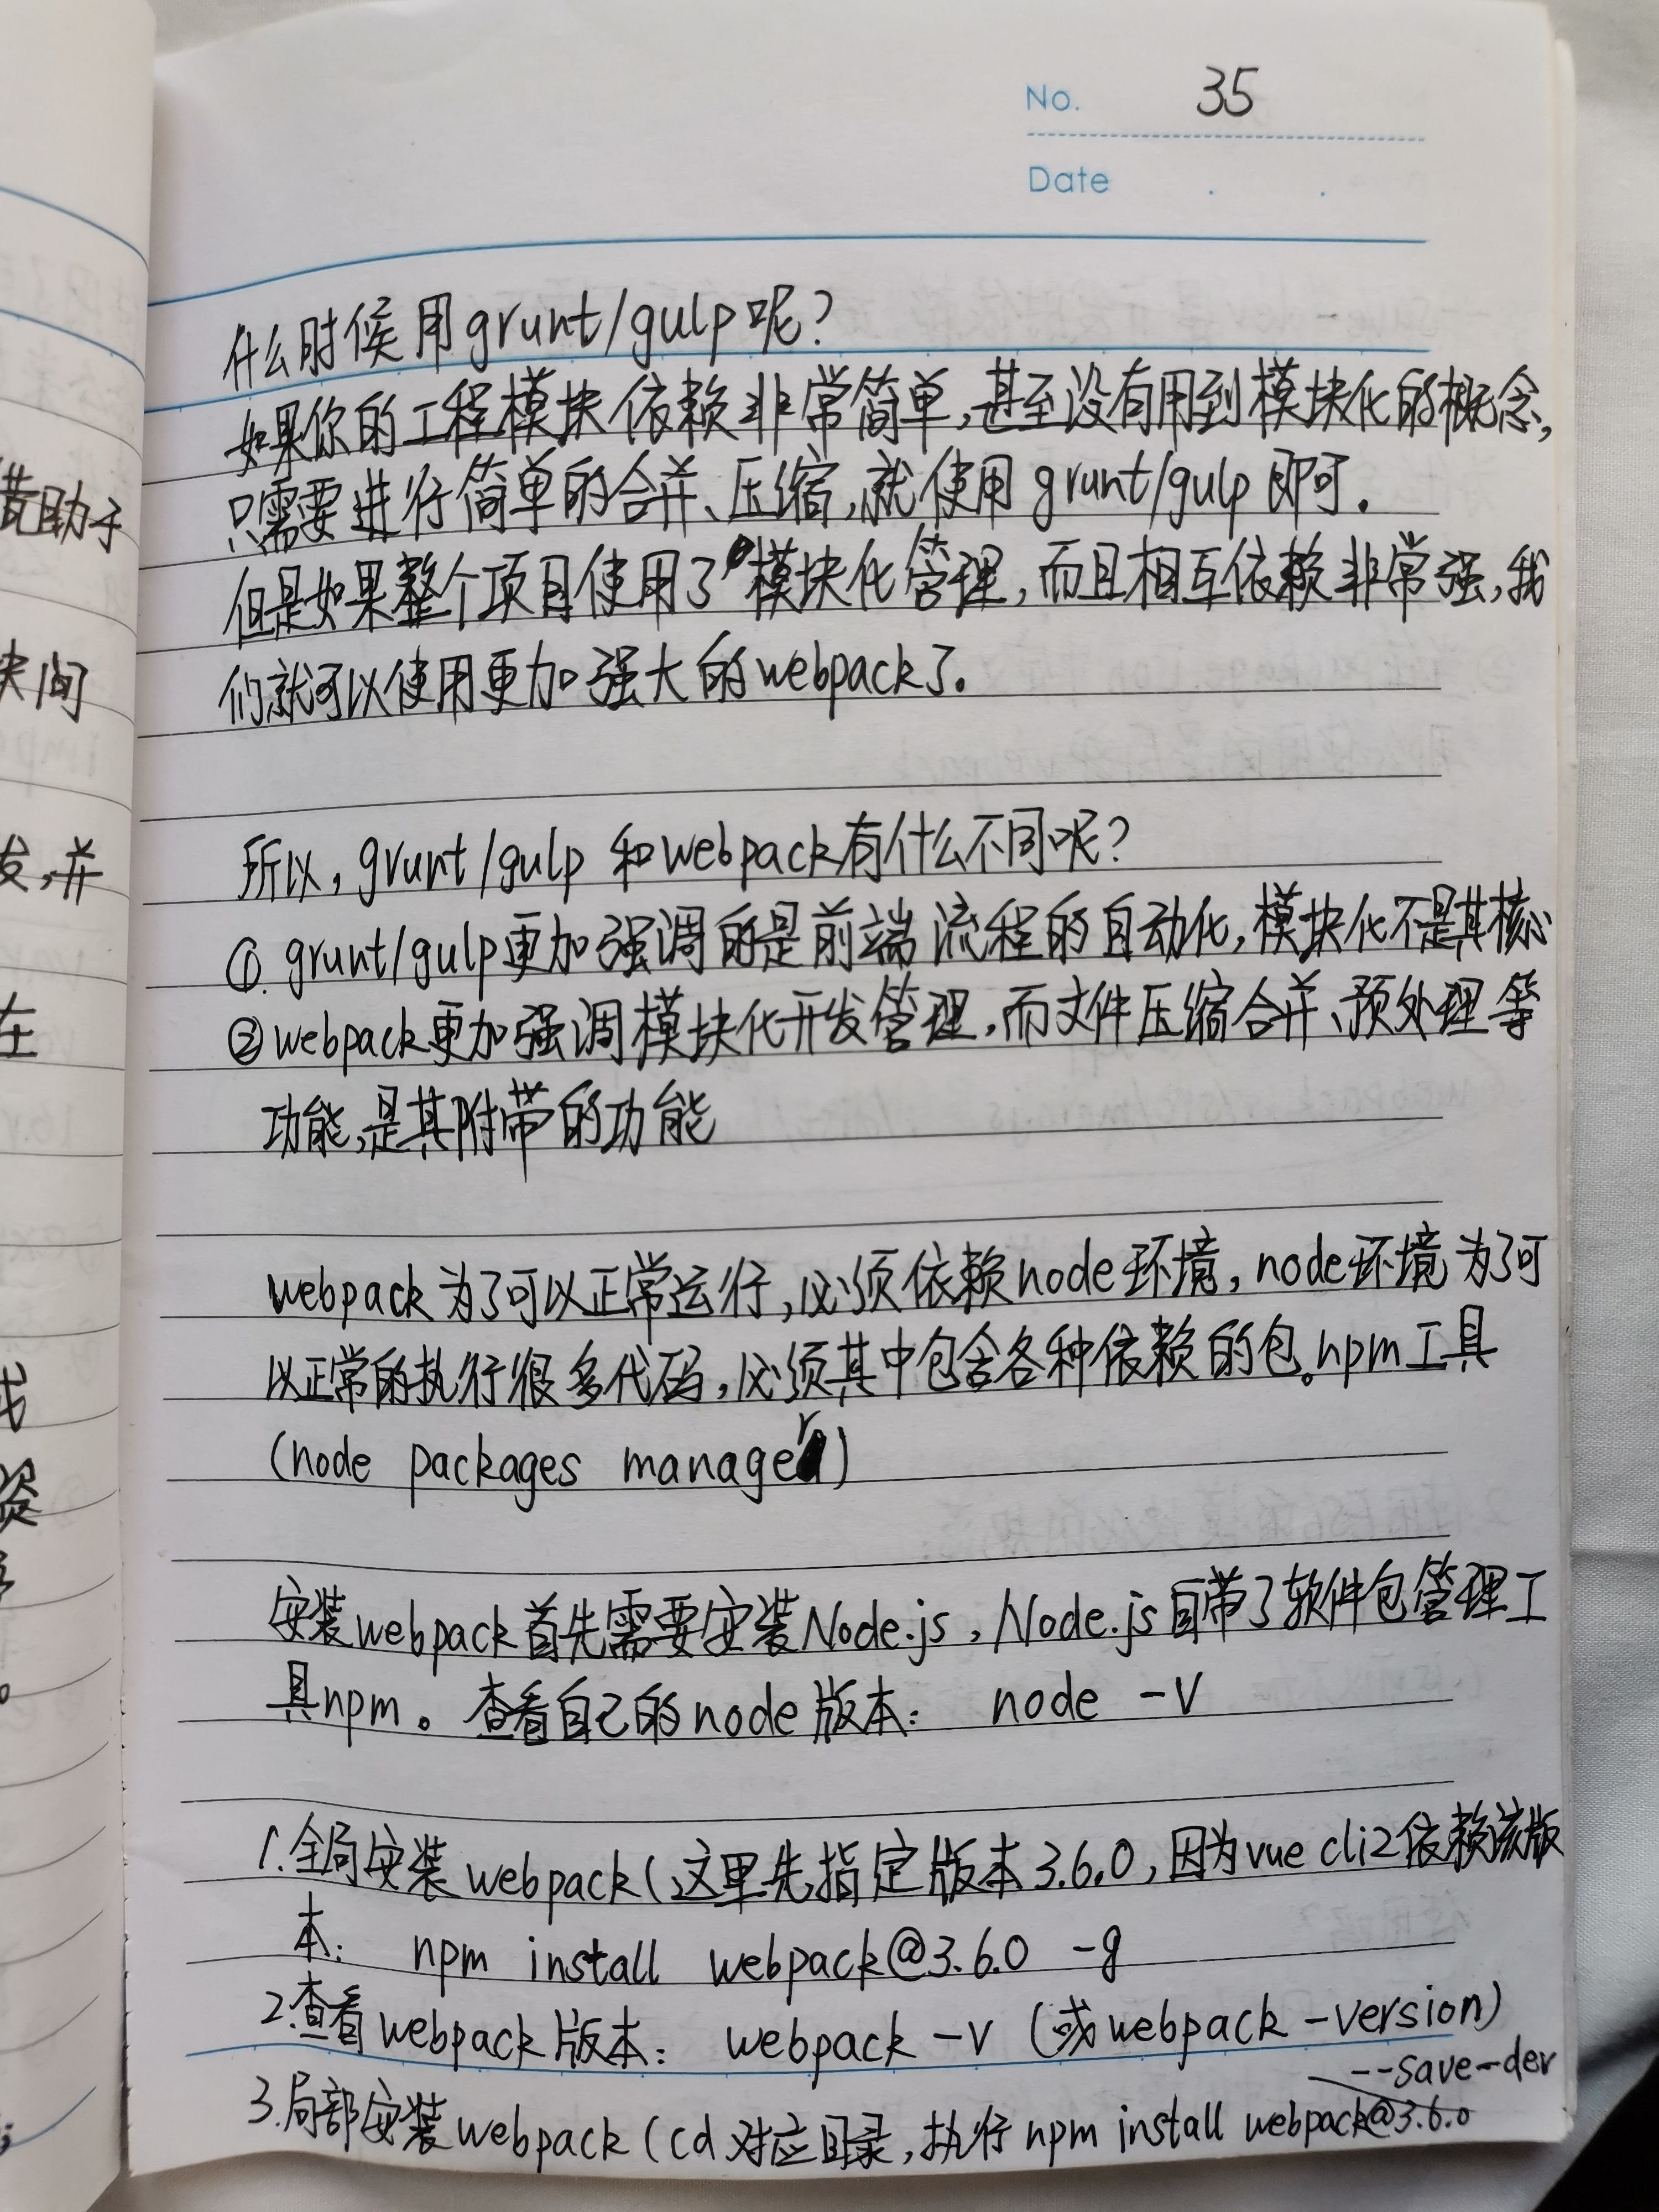 No. 35
Date
什么时候用grunt/gulp呢?
如果你的工程模块依赖非常简单,甚至没有用到模块化的概念,
只需要进行简单的合并、压缩,就使用grunt/gulp即可.
但是如果整个项目使用了模块化管理,而且相互依赖非常强,我
们就可以使用更加强大的webpack了。
所以,grunt/gulp 和webpack有什么不同呢?
①.grunt/gulp更加强调的是前端流程的自动化,模块化不是其核心
②webpack更加强调模块化开发管理,而文件压缩合并、预处理等
功能,是其附带的功能
webpack为了可以正常运行,必须依赖node环境,node环境为了可
以正常的执行很多代码,必须其中包含各种依赖的包。npm工具
(node packages manager)
安装webpack首先需要安装Node.js,Node.js自带了软件包管理工
具npm。查看自己的node版本: node -v
1.全局安装webpack(这里先指定版本3.6.0,因为vue cli2依赖该版
本: npm install webpack@3.6.0 -g
2.查看webpack版本: webpack -v (或webpack -version)
3.局部安装webpack(cd对应目录,执行npm install webpack@3.6.0
--save-dev
借助于
块间
发,并
在
我
资